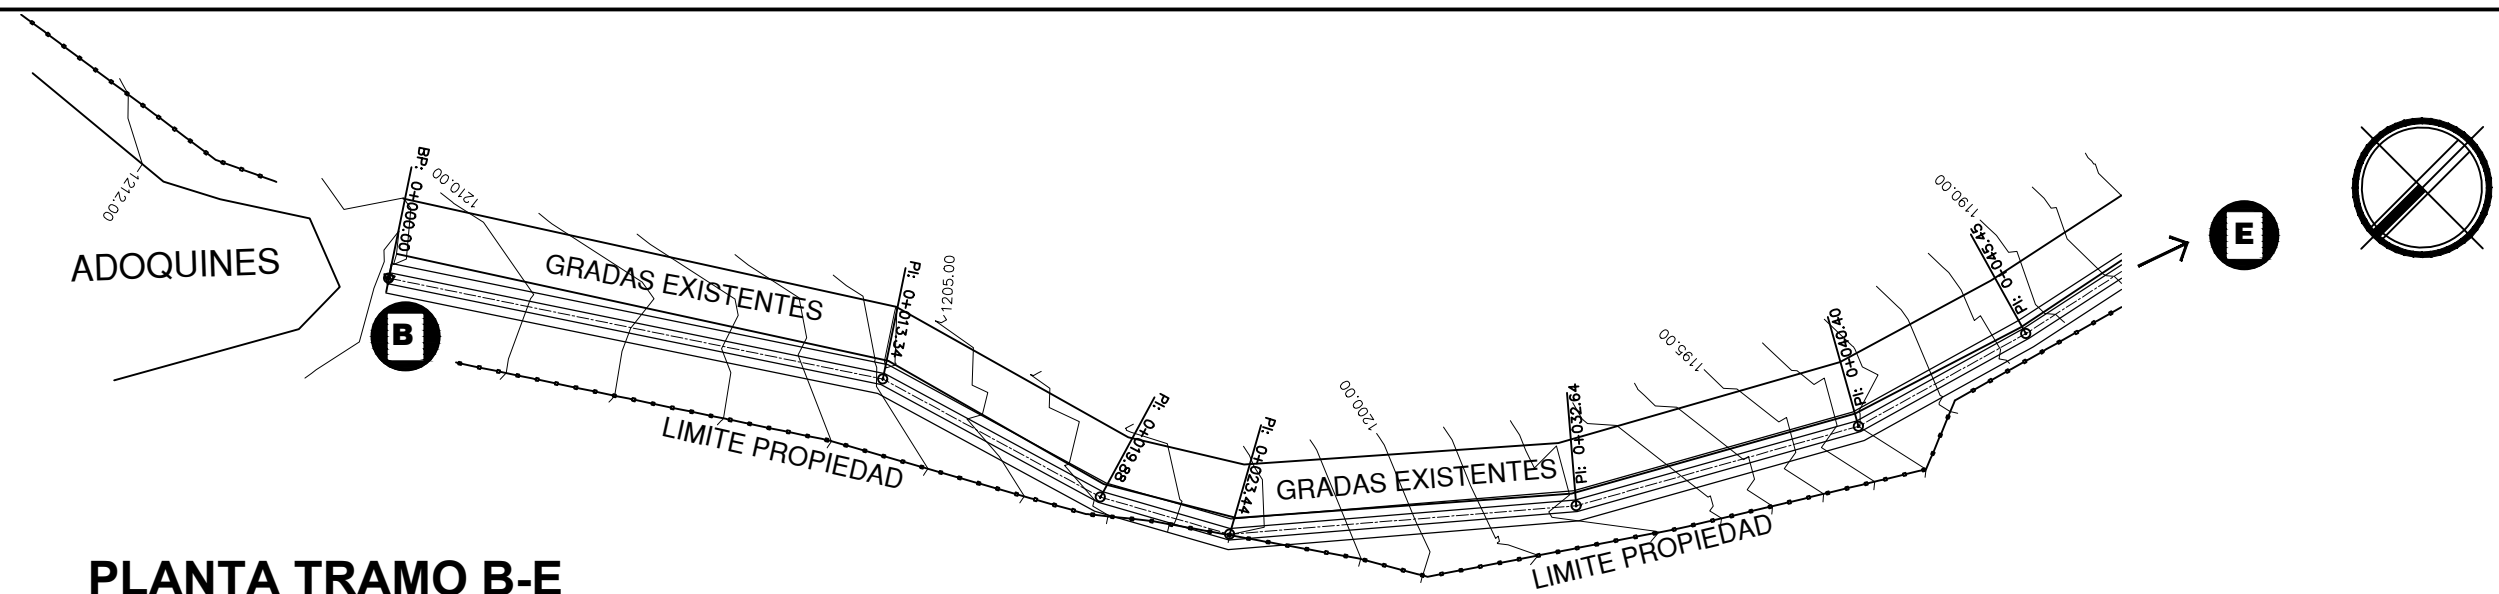 1212.00
ADOQUINES
BP: 0+000.00
1210.00
B
GRADAS EXISTENTES
PI: 0+013.34
1205.00
LIMITE PROPIEDAD
PI: 0+019.88
PI: 0+023.44
1200.00
GRADAS EXISTENTES
PI: 0+032.64
1195.00
LIMITE PROPIEDAD
PI: 0+040.40
1190.00
PI: 0+045.45
E
PLANTA TRAMO B-E